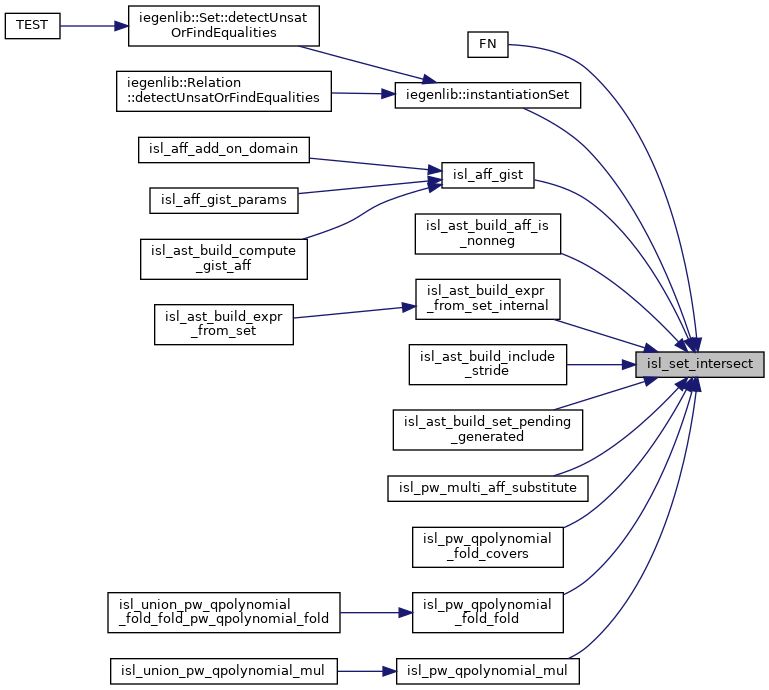 TEST
iegenlib::Set::detectUnsat
OrFindEqualities
FN
iegenlib::Relation
::detectUnsatOrFindEqualities
iegenlib::instantiationSet
isl_aff_add_on_domain
isl_aff_gist
isl_aff_gist_params
isl_ast_build_aff_is
_nonneg
isl_ast_build_compute
_gist_aff
isl_ast_build_expr
_from_set_internal
isl_ast_build_expr
_from_set
isl_ast_build_include
_stride
isl_set_intersect
isl_ast_build_set_pending
_generated
isl_pw_multi_aff_substitute
isl_pw_qpolynomial
_fold_covers
isl_union_pw_qpolynomial
_fold_fold_pw_qpolynomial_fold
isl_pw_qpolynomial
_fold_fold
isl_union_pw_qpolynomial_mul
isl_pw_qpolynomial_mul